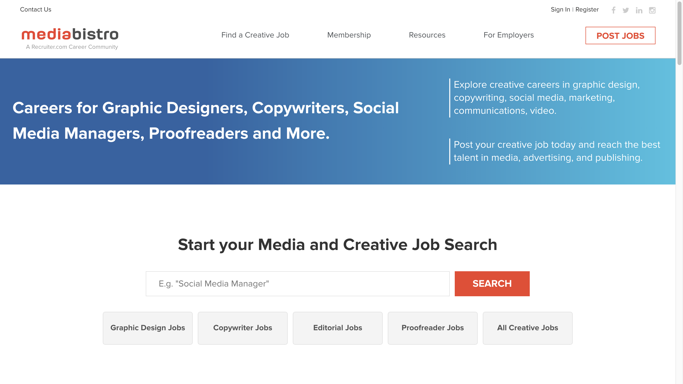 Contact Us
Sign In | Register
mediabistro
A Recruiter.com Career Community
Find a Creative Job
Membership
Resources
For Employers
POST JOBS
Careers for Graphic Designers, Copywriters, Social
Media Managers, Proofreaders and More.
Explore creative careers in graphic design,
copywriting, social media, marketing,
communications, video.
Post your creative job today and reach the best
talent in media, advertising, and publishing.
Start your Media and Creative Job Search
E.g. "Social Media Manager"
SEARCH
Graphic Design Jobs
Copywriter Jobs
Editorial Jobs
Proofreader Jobs
All Creative Jobs